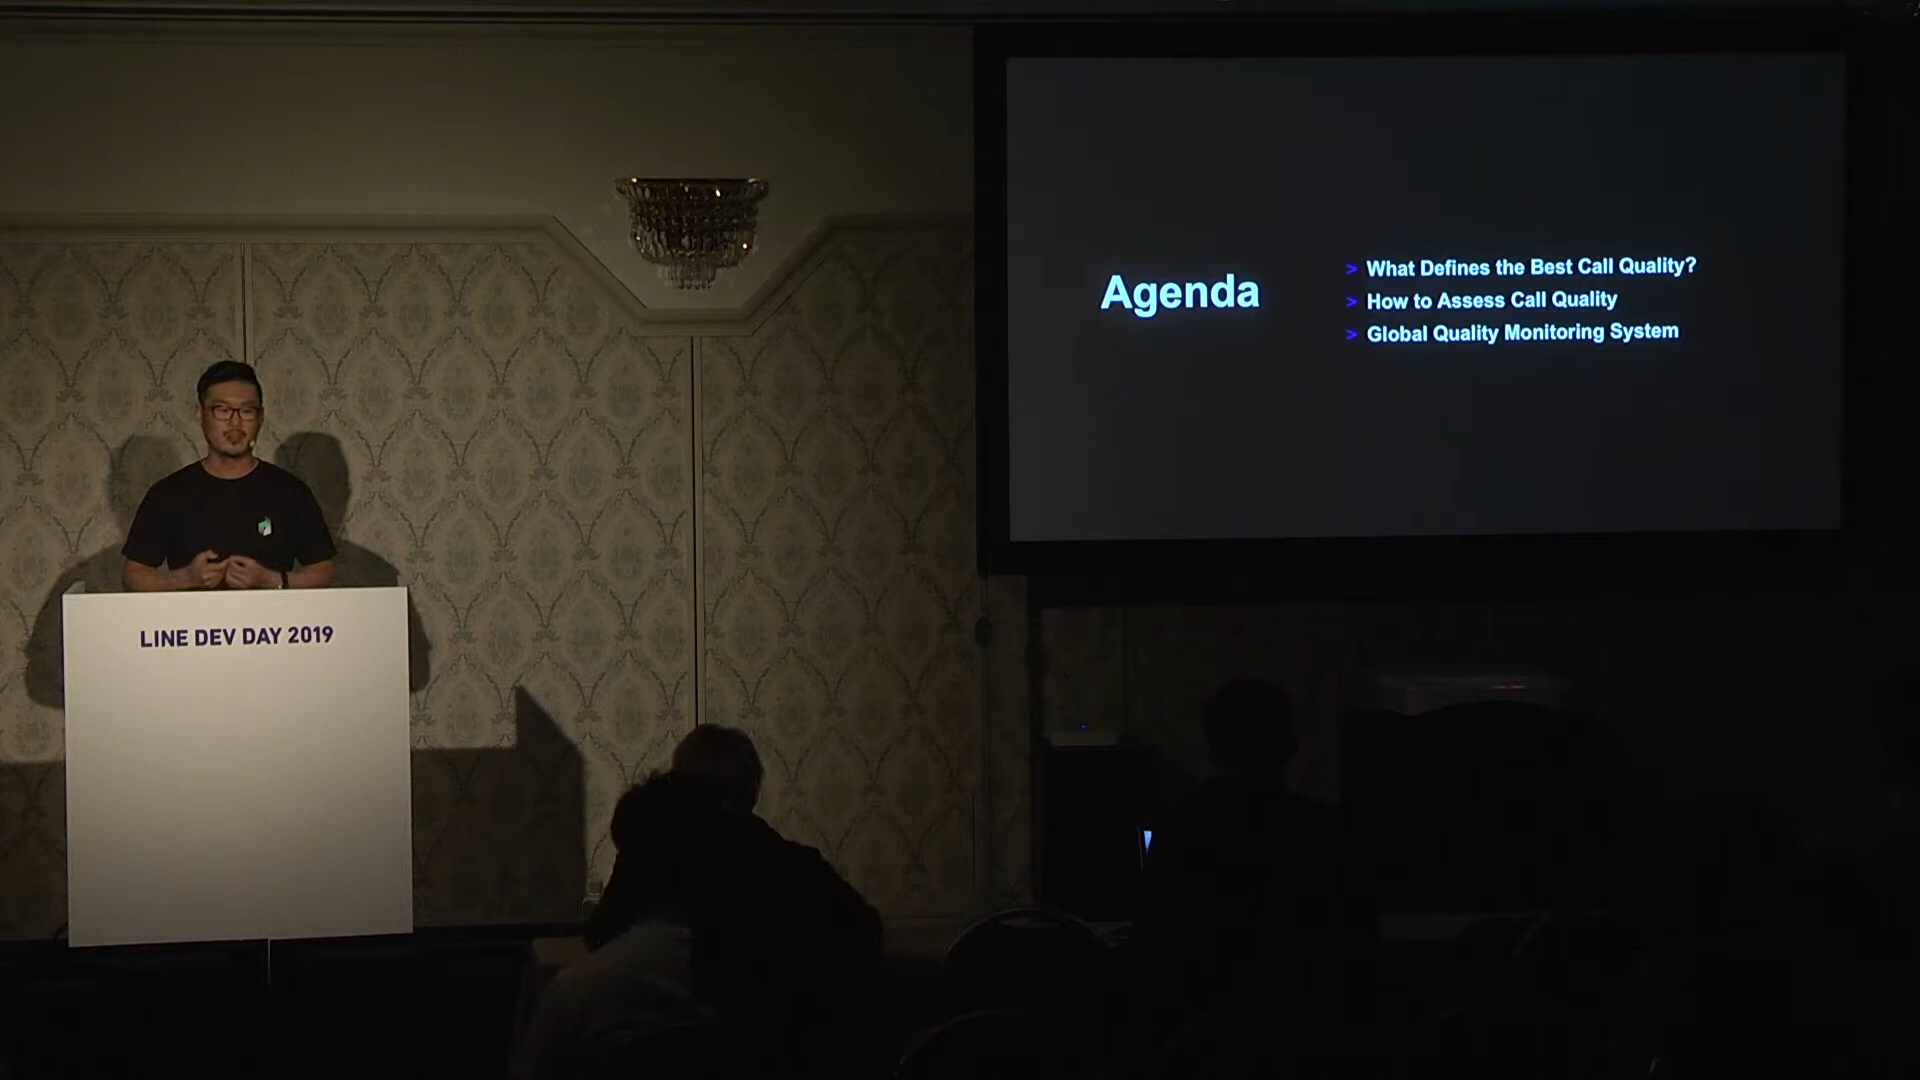 Agenda
> What Defines the Best Call Quality?
> How to Assess Call Quality
> Global Quality Monitoring System
LINE DEV DAY 2019